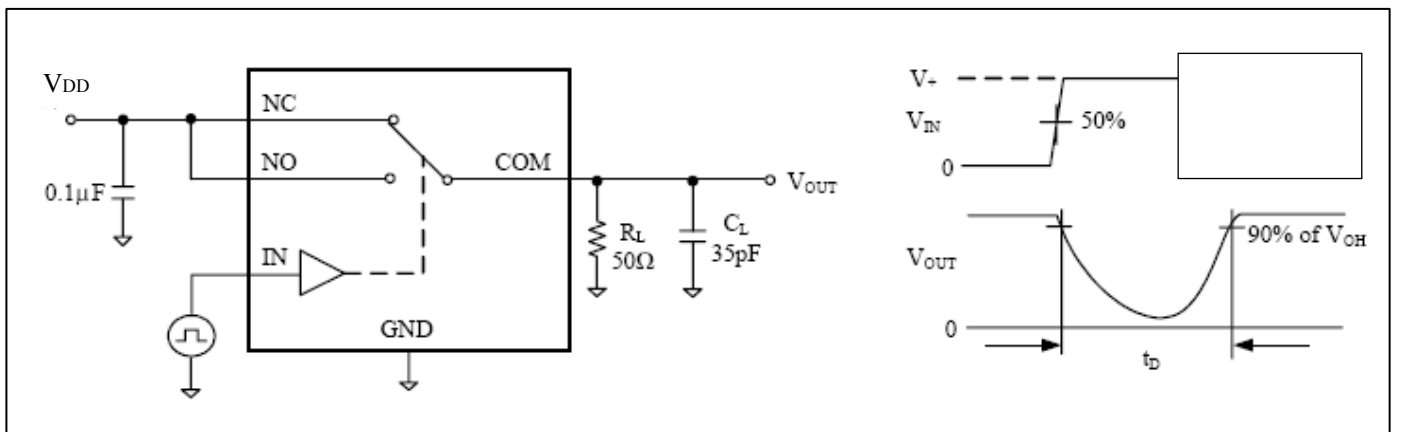 VDD
NC
NO
COM
0.1µF
VOUT
RL
50Ω
CL
35pF
IN
GND
V+
VIN
50%
0
90% of VOH
VOUT
0
tD